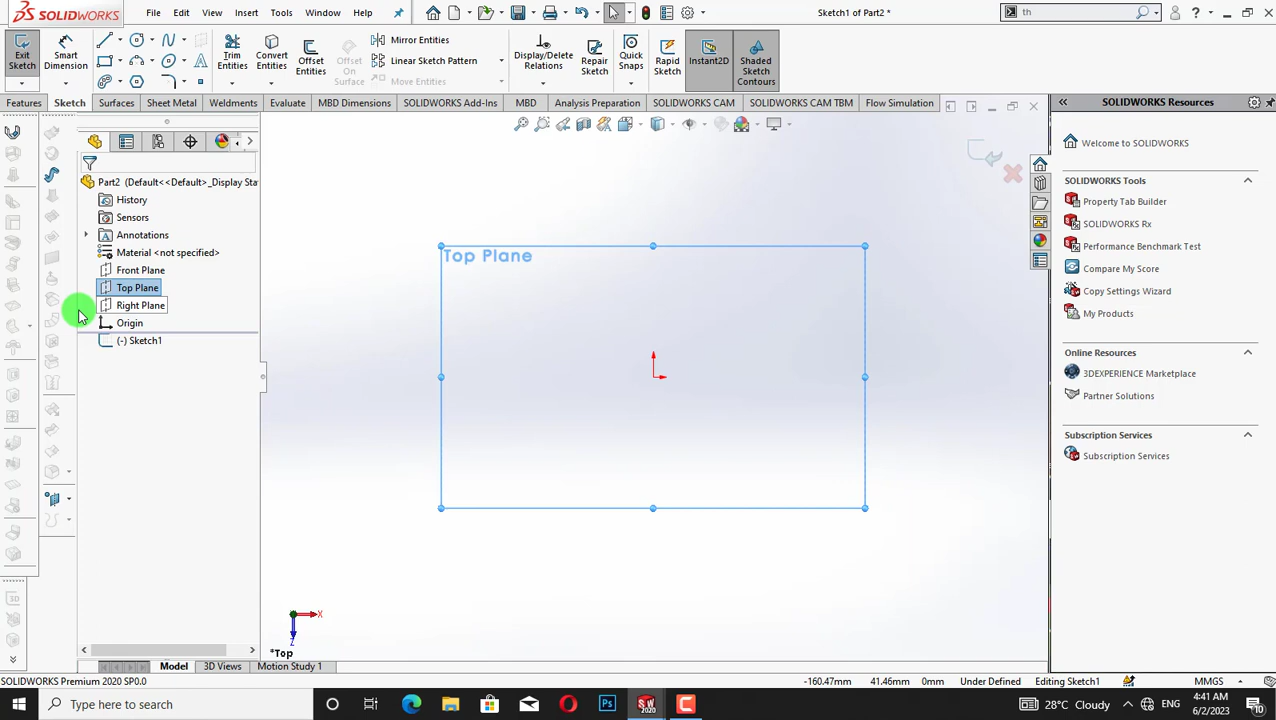 SOLIDWORKS File Edit View Insert Tools Window Help Sketch1 of Part2 * th ?
Exit Sketch Smart Dimension Trim Entities Convert Entities Offset Entities Offset On Surface Mirror Entities Linear Sketch Pattern Move Entities Display/Delete Relations Repair Sketch Quick Snaps Rapid Sketch Instant2D Shaded Sketch Contours
Features Sketch Surfaces Sheet Metal Weldments Evaluate MBD Dimensions SOLIDWORKS Add-Ins MBD Analysis Preparation SOLIDWORKS CAM SOLIDWORKS CAM TBM Flow Simulation
Part2 (Default<<Default>_Display Sta
History
Sensors
Annotations
Material <not specified>
Front Plane
Top Plane
Right Plane
Origin
(-) Sketch1
Top Plane
X
Z
*Top
SOLIDWORKS Resources
Welcome to SOLIDWORKS
SOLIDWORKS Tools
Property Tab Builder
SOLIDWORKS Rx
Performance Benchmark Test
Compare My Score
Copy Settings Wizard
My Products
Online Resources
3DEXPERIENCE Marketplace
Partner Solutions
Subscription Services
Subscription Services
Model 3D Views Motion Study 1
SOLIDWORKS Premium 2020 SP0.0 -160.47mm 41.46mm 0mm Under Defined Editing Sketch1 MMGS
Type here to search Ps SW 2020 28°C Cloudy 4:41 AM
6/2/2023